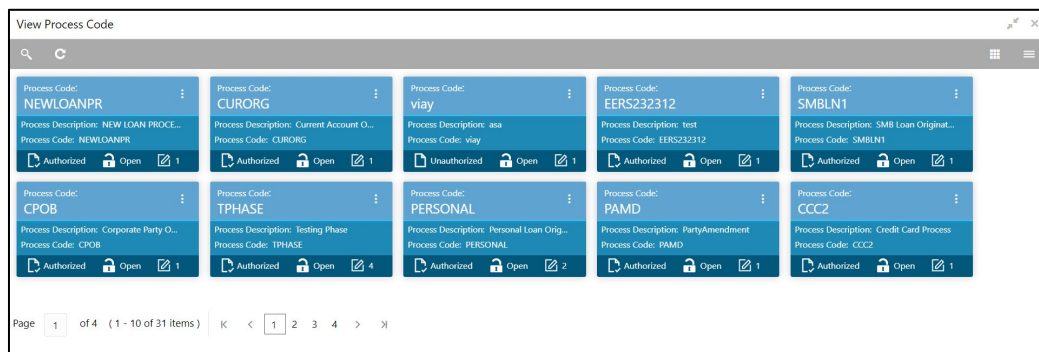 View Process Code
Process Code:
NEWLOANPR
Process Description: NEW LOAN PROCE...
Process Code: NEWLOANPR
Authorized Open 1
Process Code:
CURORG
Process Description: Current Account O...
Process Code: CURORG
Authorized Open 1
Process Code:
viay
Process Description: asa
Process Code: viay
Unauthorized Open 1
Process Code:
EERS232312
Process Description: test
Process Code: EERS232312
Authorized Open 1
Process Code:
SMBLN1
Process Description: SMB Loan Originat...
Process Code: SMBLN1
Authorized Open 1
Process Code:
CPOB
Process Description: Corporate Party O...
Process Code: CPOB
Authorized Open 1
Process Code:
TPHASE
Process Description: Testing Phase
Process Code: TPHASE
Authorized Open 4
Process Code:
PERSONAL
Process Description: Personal Loan Orig...
Process Code: PERSONAL
Authorized Open 2
Process Code:
PAMD
Process Description: PartyAmendment
Process Code: PAMD
Authorized Open 1
Process Code:
CCC2
Process Description: Credit Card Process
Process Code: CCC2
Authorized Open 1
Page 1 of 4 ( 1 - 10 of 31 items ) 1 2 3 4